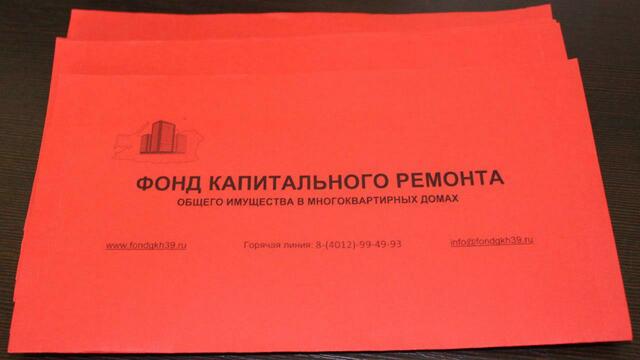 ФОНД КАПИТАЛЬНОГО РЕМОНТА
ОБЩЕГО ИМУЩЕСТВА В МНОГОКВАРТИРНЫХ ДОМАХ
www.fondgkh39.ru Горячая линия: 8-(4012)-99-49-93 info@fondgkh39.ru